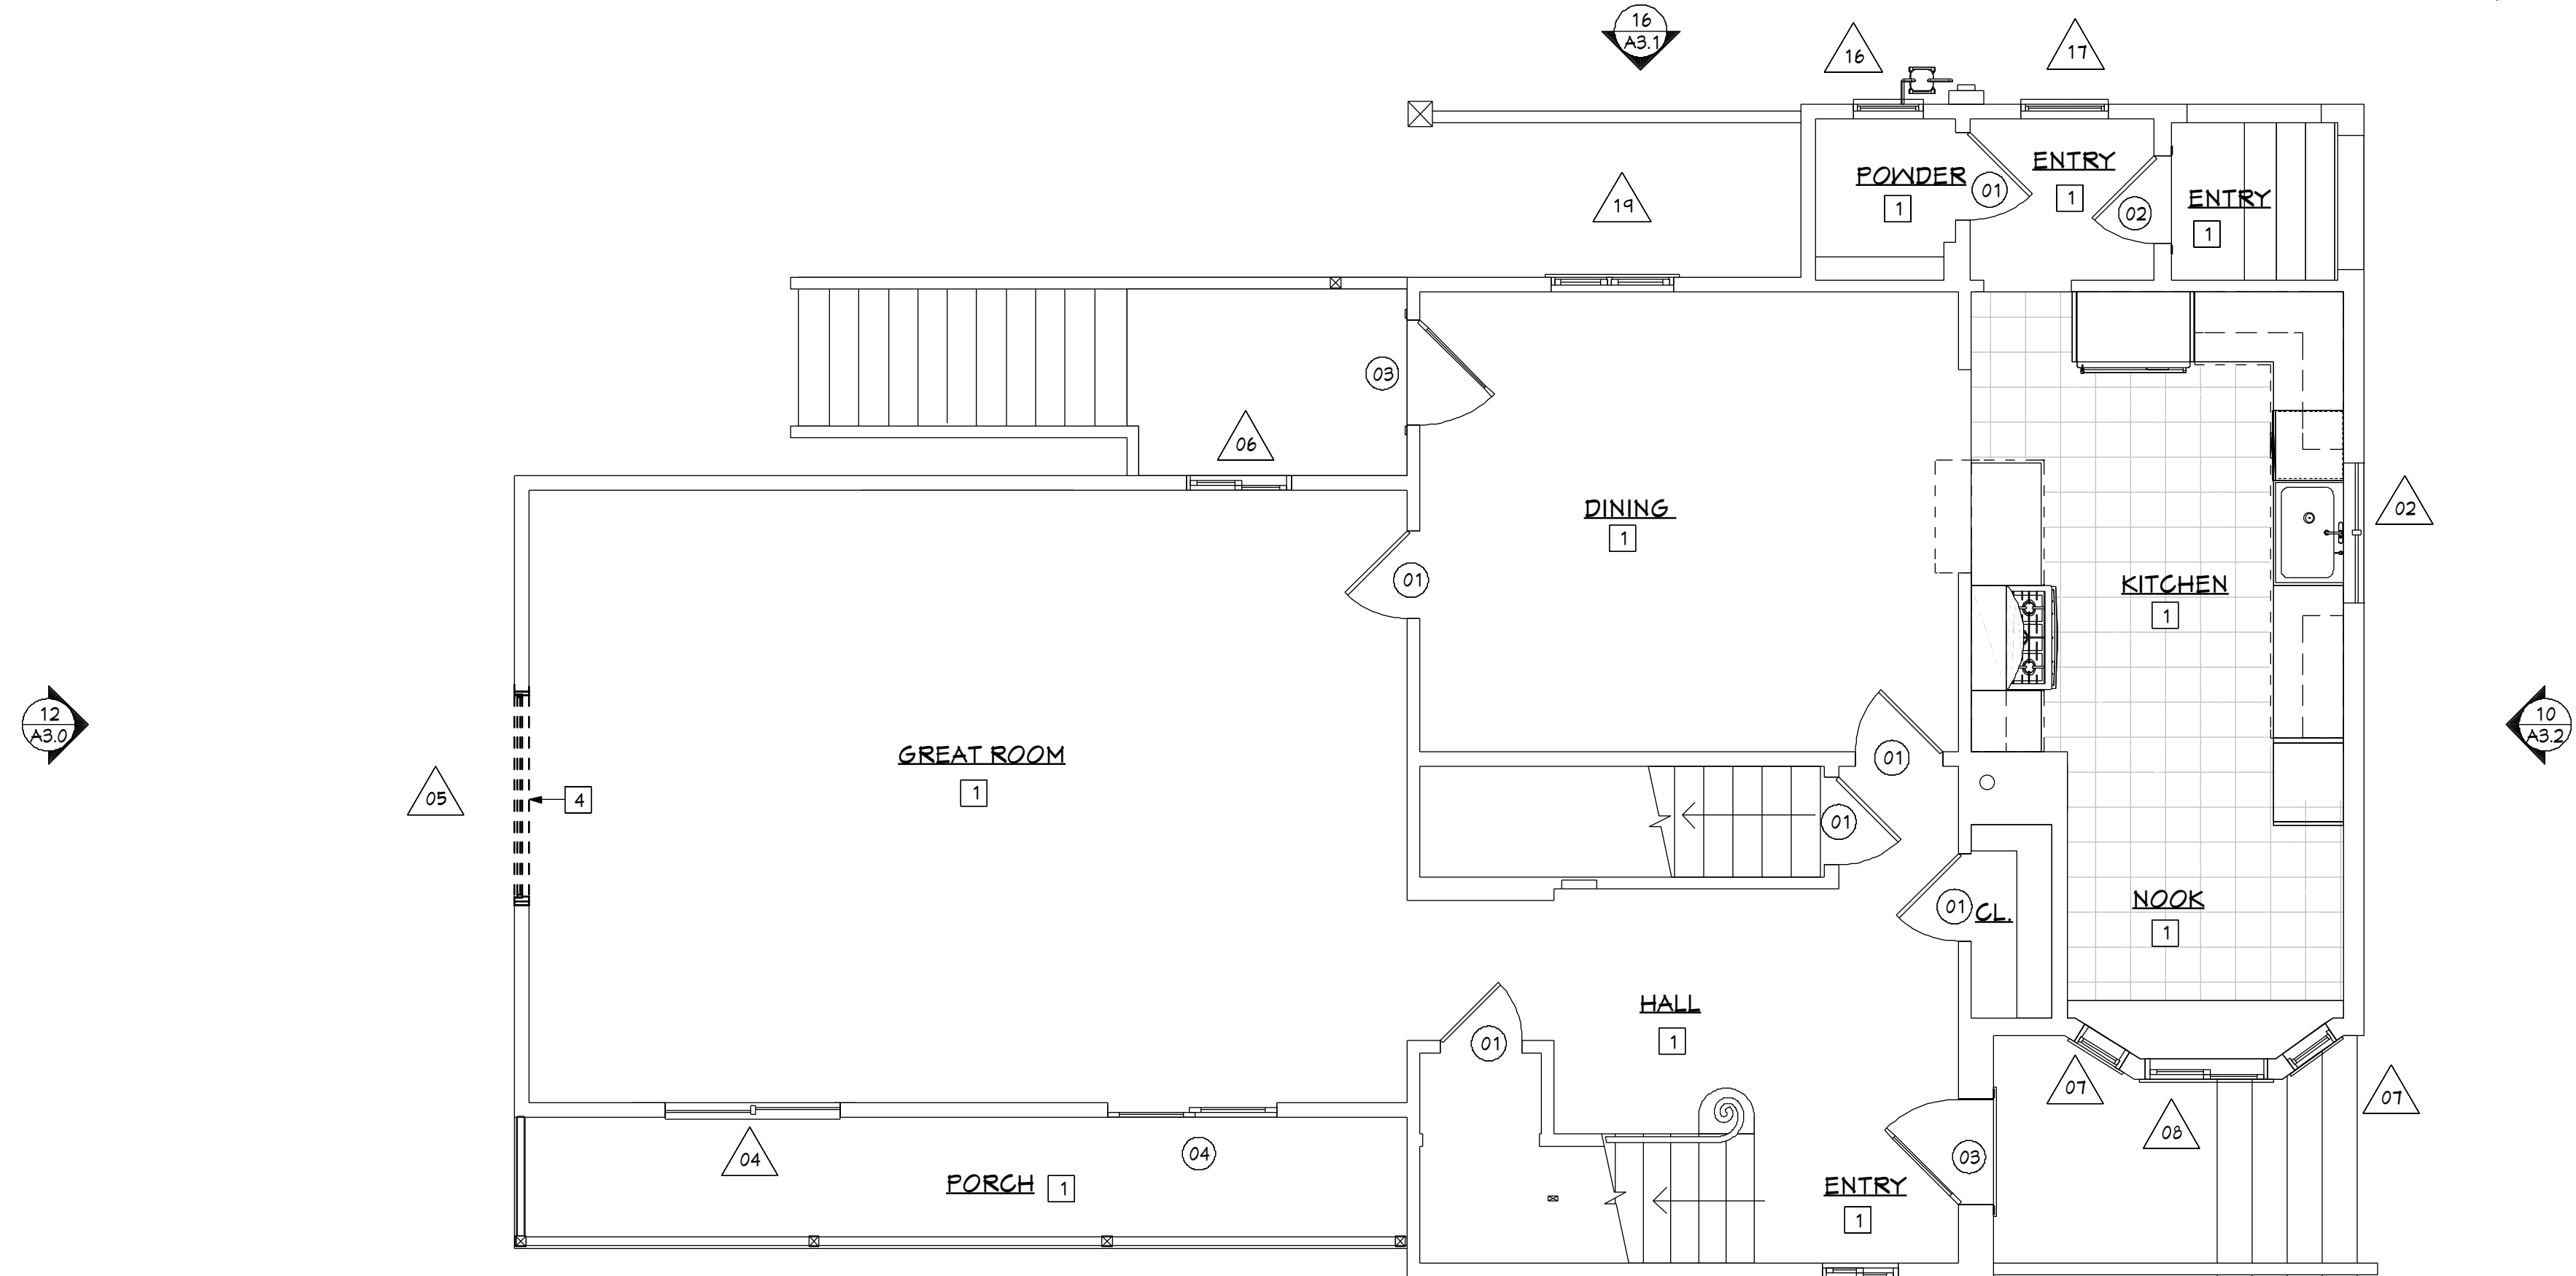 16
A3.1
16
17
POWDER
1
01
ENTRY
1
02
ENTRY
1
19
03
06
DINING
1
02
01
KITCHEN
1
12
A3.0
10
A3.2
GREAT ROOM
1
05
4
01
01
01
CL.
NOOK
1
HALL
1
01
07
08
07
04
04
03
PORCH
1
ENTRY
1